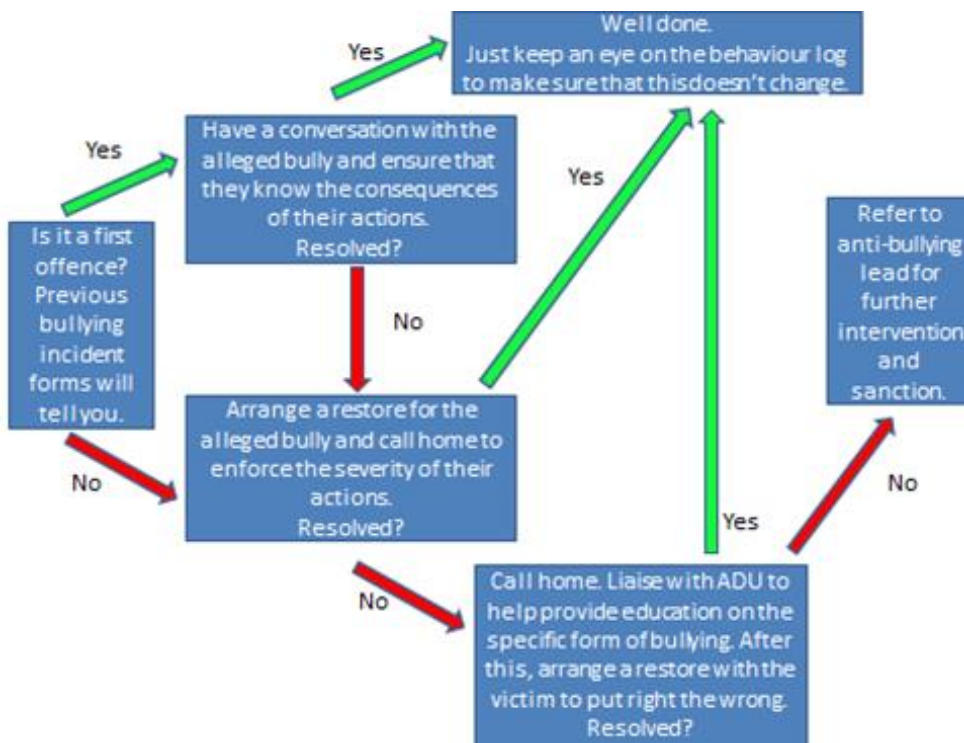 Well done.
Just keep an eye on the behaviour log
to make sure that this doesn't change.
Yes
Have a conversation with the
alleged bully and ensure that
they know the consequences
of their actions.
Resolved?
Yes
Is it a first
offence?
Previous
bullying
incident
forms will
tell you.
No
Yes
Refer to
anti-bullying
lead for
further
intervention
and
sanction.
Arrange a restore for the
alleged bully and call home to
enforce the severity of their
actions.
Resolved?
No
No
Yes
No
Call home. Liaise with ADU to
help provide education on the
specific form of bullying. After
this, arrange a restore with the
victim to put right the wrong.
Resolved?